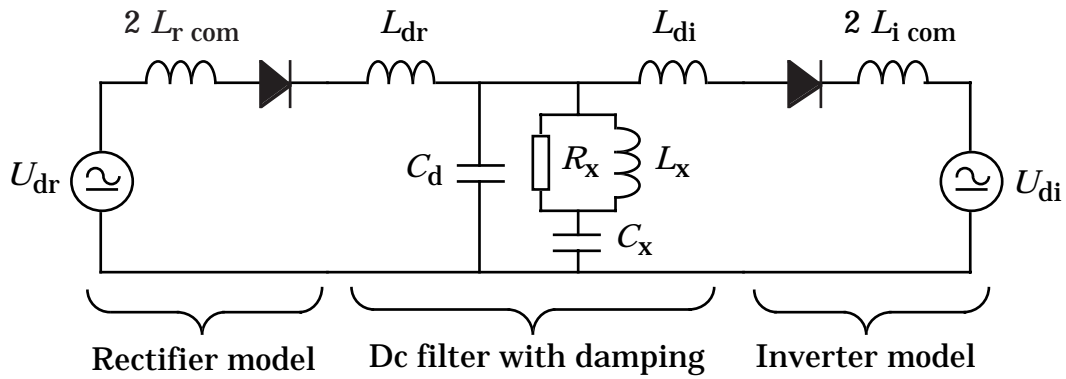 2 Lr com
Ldr
Ldi
2 Li com
Udr
Cd
Rx
Lx
Udi
Cx
Rectifier model
Dc filter with damping
Inverter model